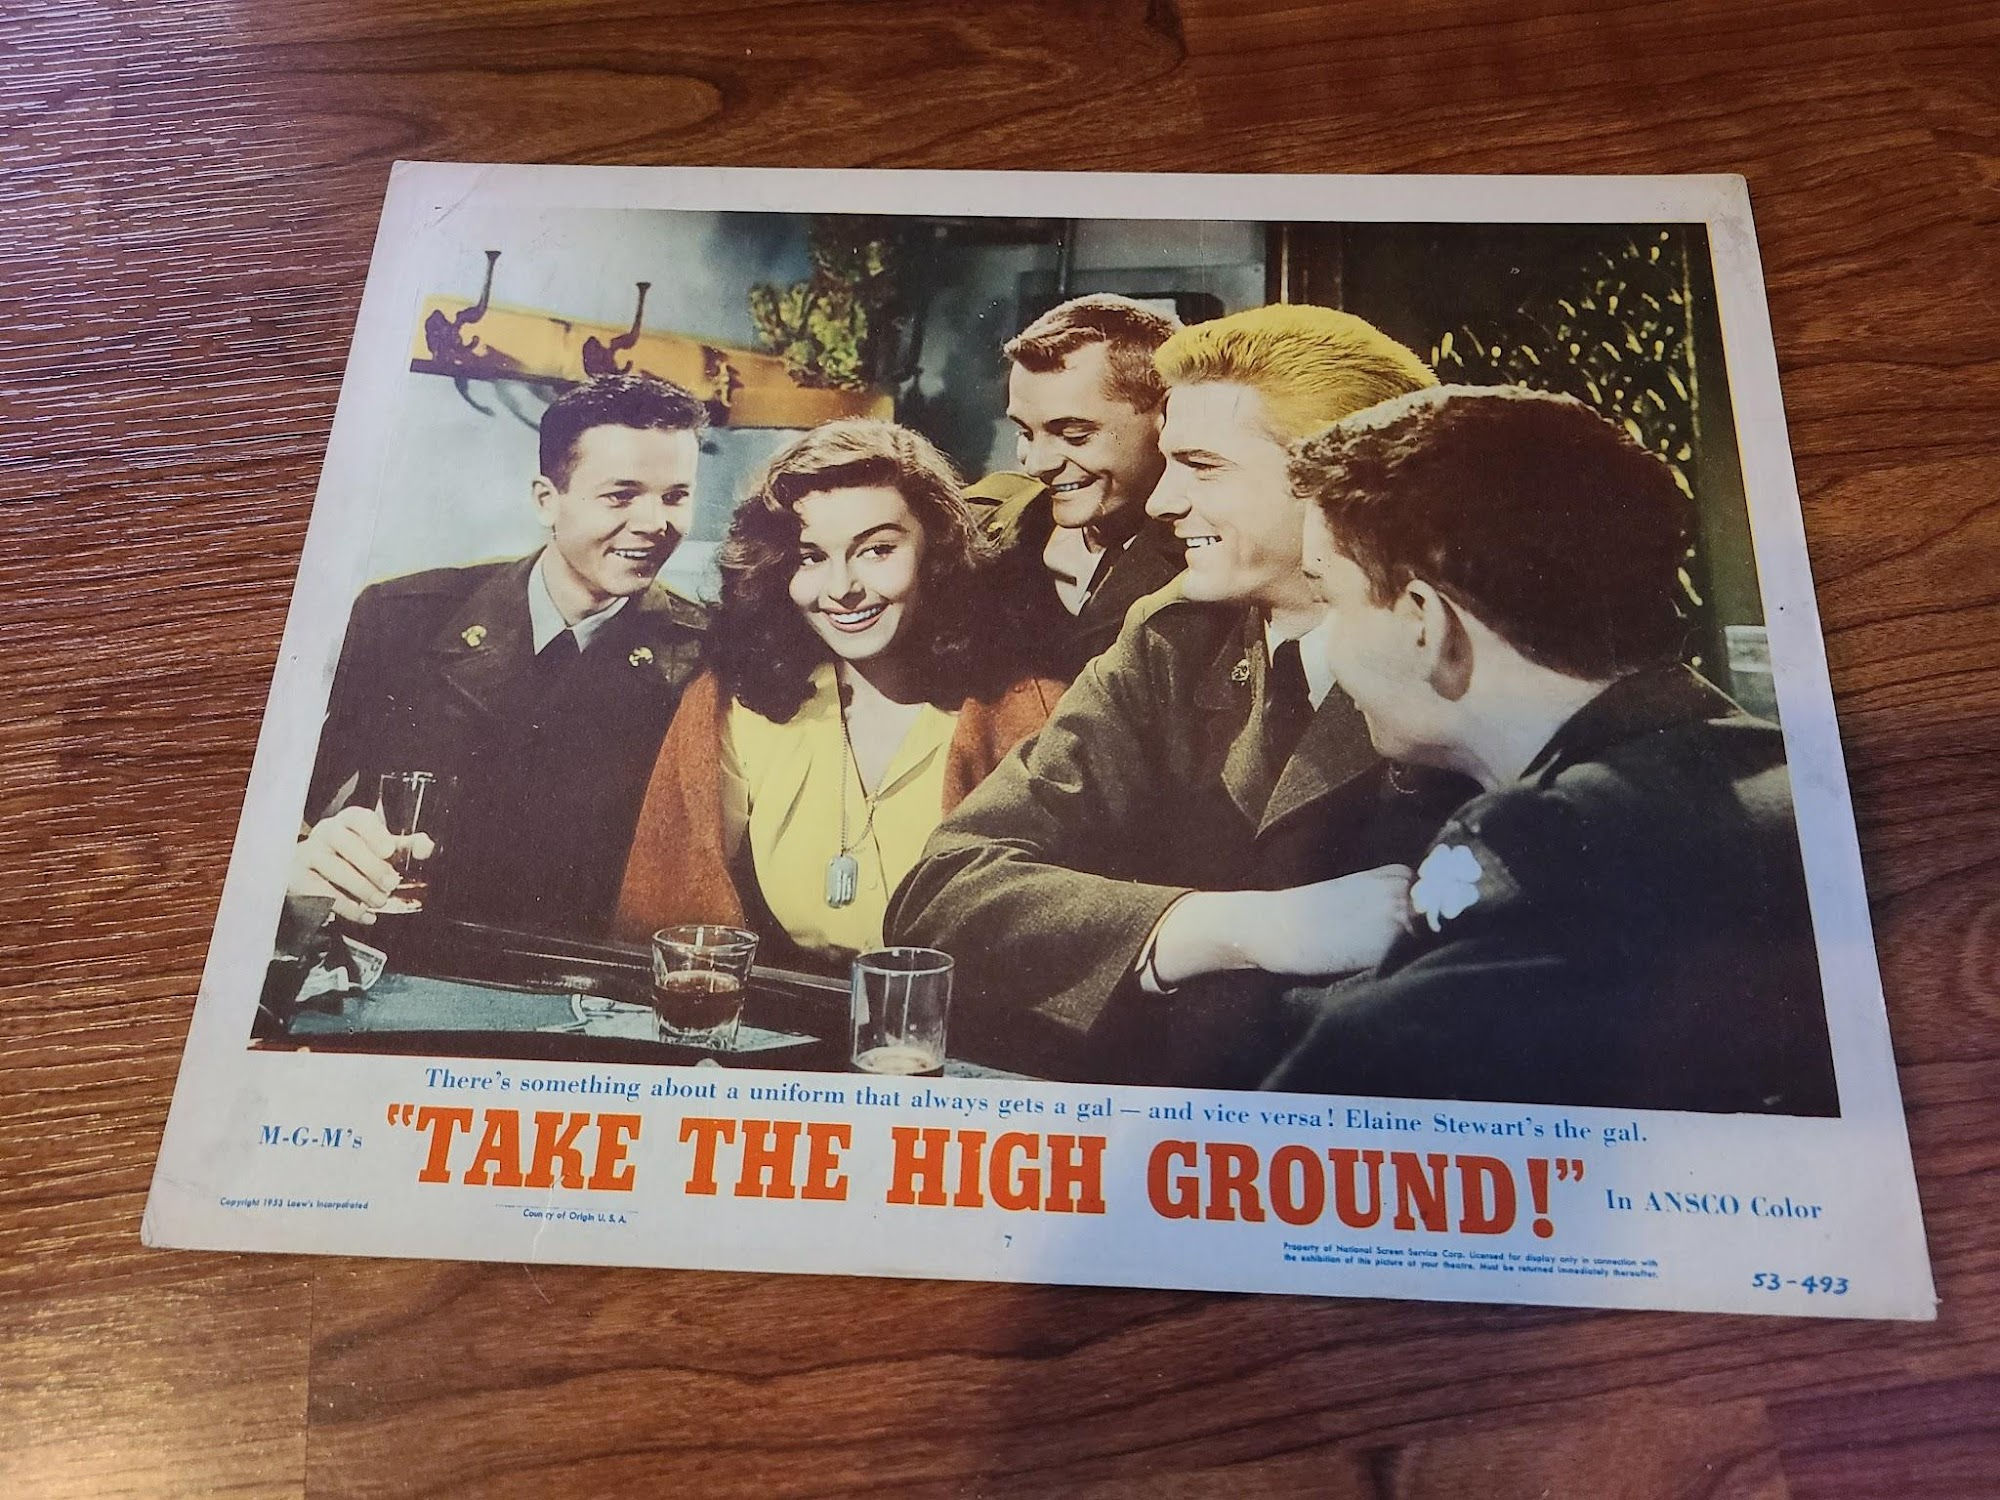 There's something about a uniform that always gets a gal — and vice versa! Elaine Stewart's the gal.
M-G-M's "TAKE THE HIGH GROUND!" In ANSCO Color
Copyright 1953 Loew's Incorporated
Country of Origin U. S. A.
7
Property of National Screen Service Corp. Licensed for display only in connection with
the exhibition of this picture at your theatre. Must be returned immediately thereafter.
53-493